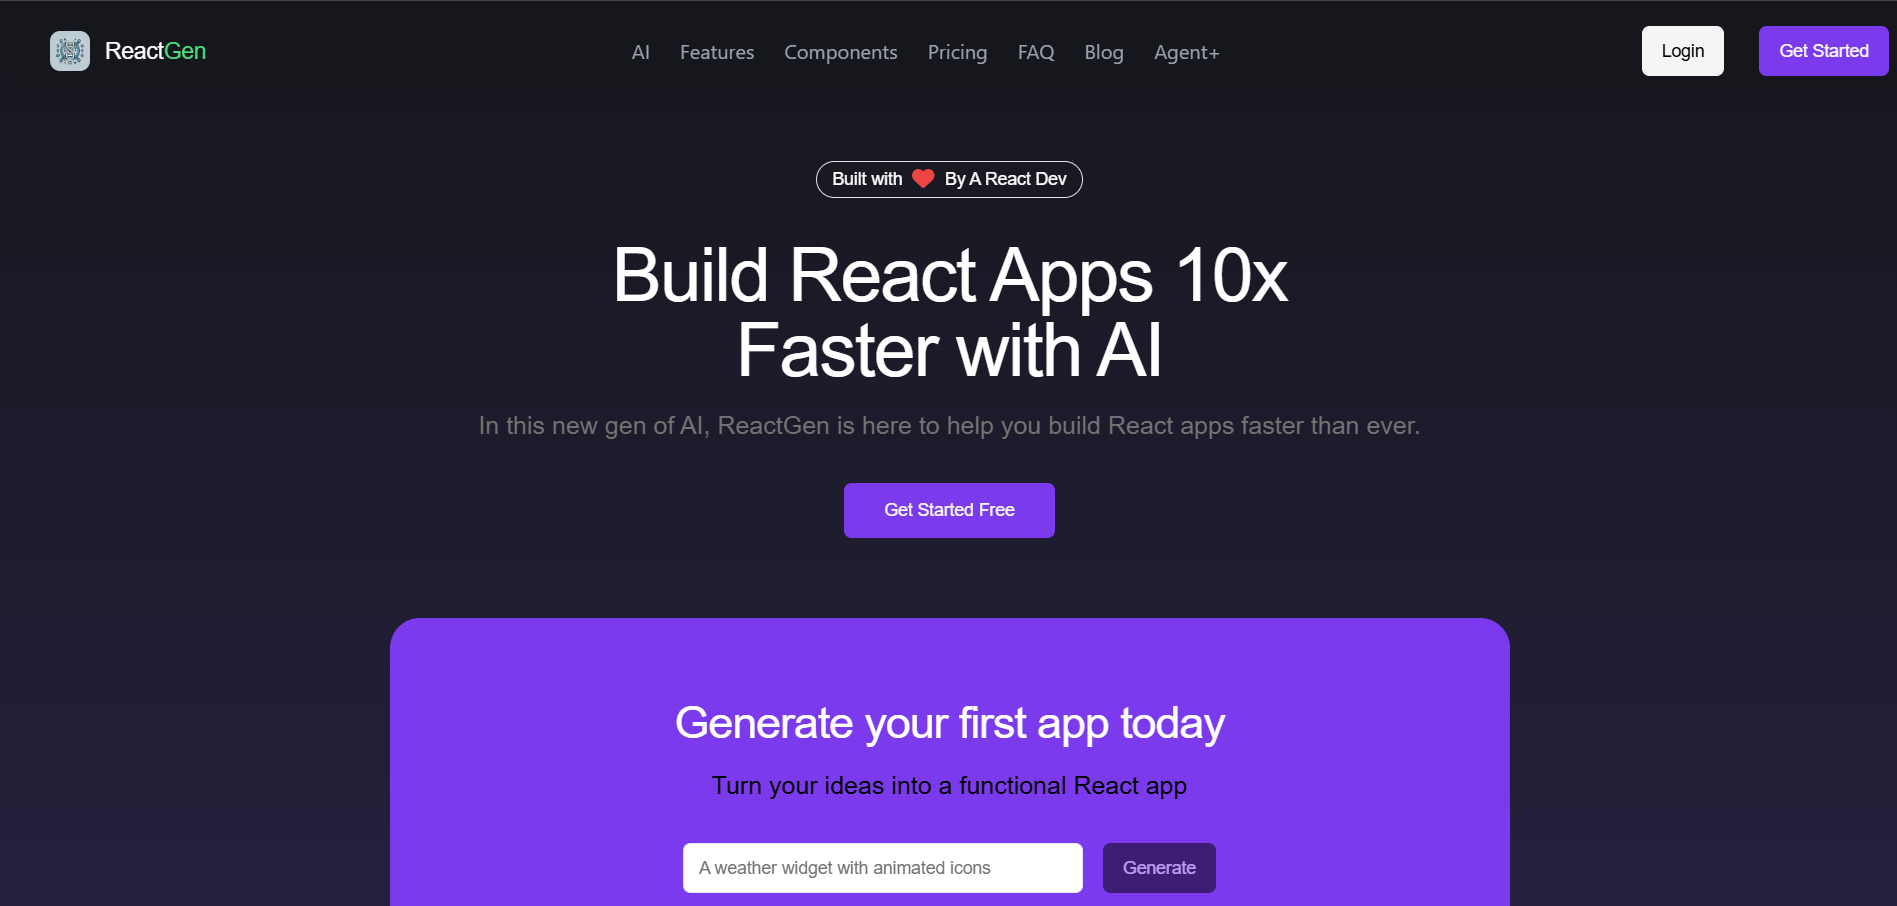 ReactGen
AI Features Components Pricing FAQ Blog Agent+
Login
Get Started
Built with ❤️ By A React Dev
Build React Apps 10x
Faster with AI
In this new gen of AI, ReactGen is here to help you build React apps faster than ever.
Get Started Free
Generate your first app today
Turn your ideas into a functional React app
A weather widget with animated icons
Generate